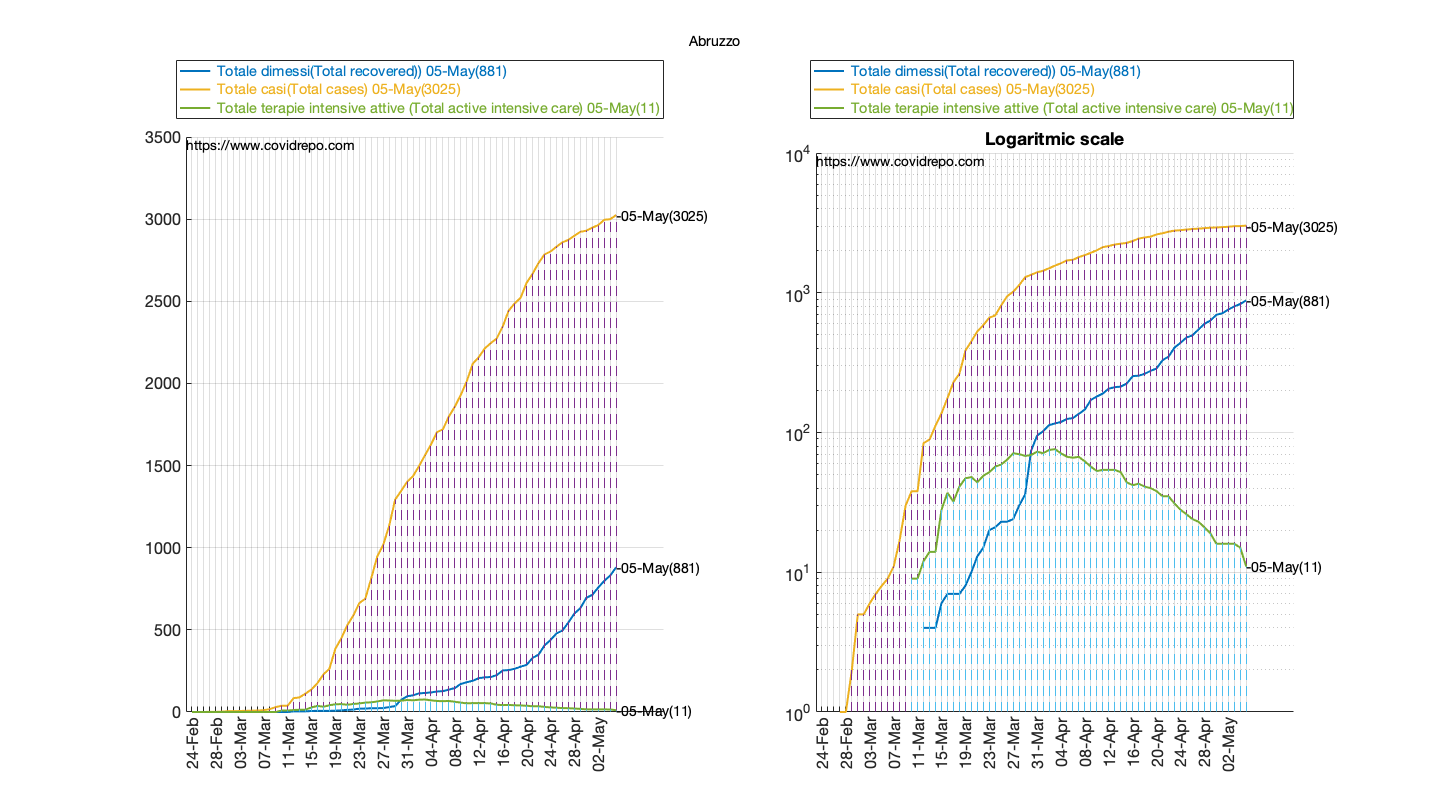 Abruzzo
Totale dimessi(Total recovered)) 05-May(881)
Totale casi(Total cases) 05-May(3025)
Totale terapie intensive attive (Total active intensive care) 05-May(11)
3500
https://www.covidrepo.com
3000
2500
2000
1500
1000
500
0
05-May(3025)
05-May(881)
05-May(11)
24-Feb
28-Feb
03-Mar
07-Mar
11-Mar
15-Mar
19-Mar
23-Mar
27-Mar
31-Mar
04-Apr
08-Apr
12-Apr
16-Apr
20-Apr
24-Apr
28-Apr
02-May
Totale dimessi(Total recovered)) 05-May(881)
Totale casi(Total cases) 05-May(3025)
Totale terapie intensive attive (Total active intensive care) 05-May(11)
Logaritmic scale
10^4
https://www.covidrepo.com
10^3
10^2
10^1
10^0
05-May(3025)
05-May(881)
05-May(11)
24-Feb
28-Feb
03-Mar
07-Mar
11-Mar
15-Mar
19-Mar
23-Mar
27-Mar
31-Mar
04-Apr
08-Apr
12-Apr
16-Apr
20-Apr
24-Apr
28-Apr
02-May